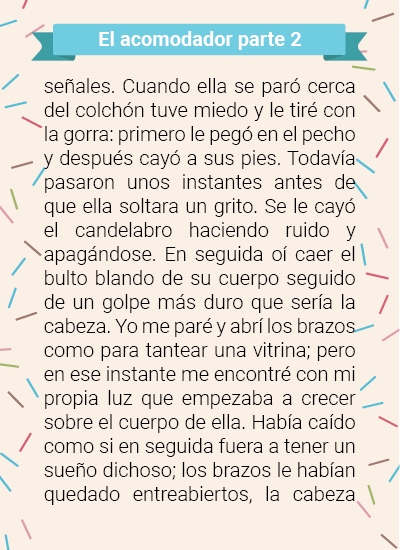 El acomodador parte 2
señales. Cuando ella se paró cerca
del colchón tuve miedo y le tiré con
la gorra: primero le pegó en el pecho
y después cayó a sus pies. Todavía
pasaron unos instantes antes de
que ella soltara un grito. Se le cayó
el candelabro haciendo ruido y
apagándose. En seguida oí caer el
bulto blando de su cuerpo seguido
de un golpe más duro que sería la
cabeza. Yo me paré y abrí los brazos
como para tantear una vitrina; pero
en ese instante me encontré con mi
propia luz que empezaba a crecer
sobre el cuerpo de ella. Había caído
como si en seguida fuera a tener un
sueño dichoso; los brazos le habían
quedado entreabiertos, la cabeza